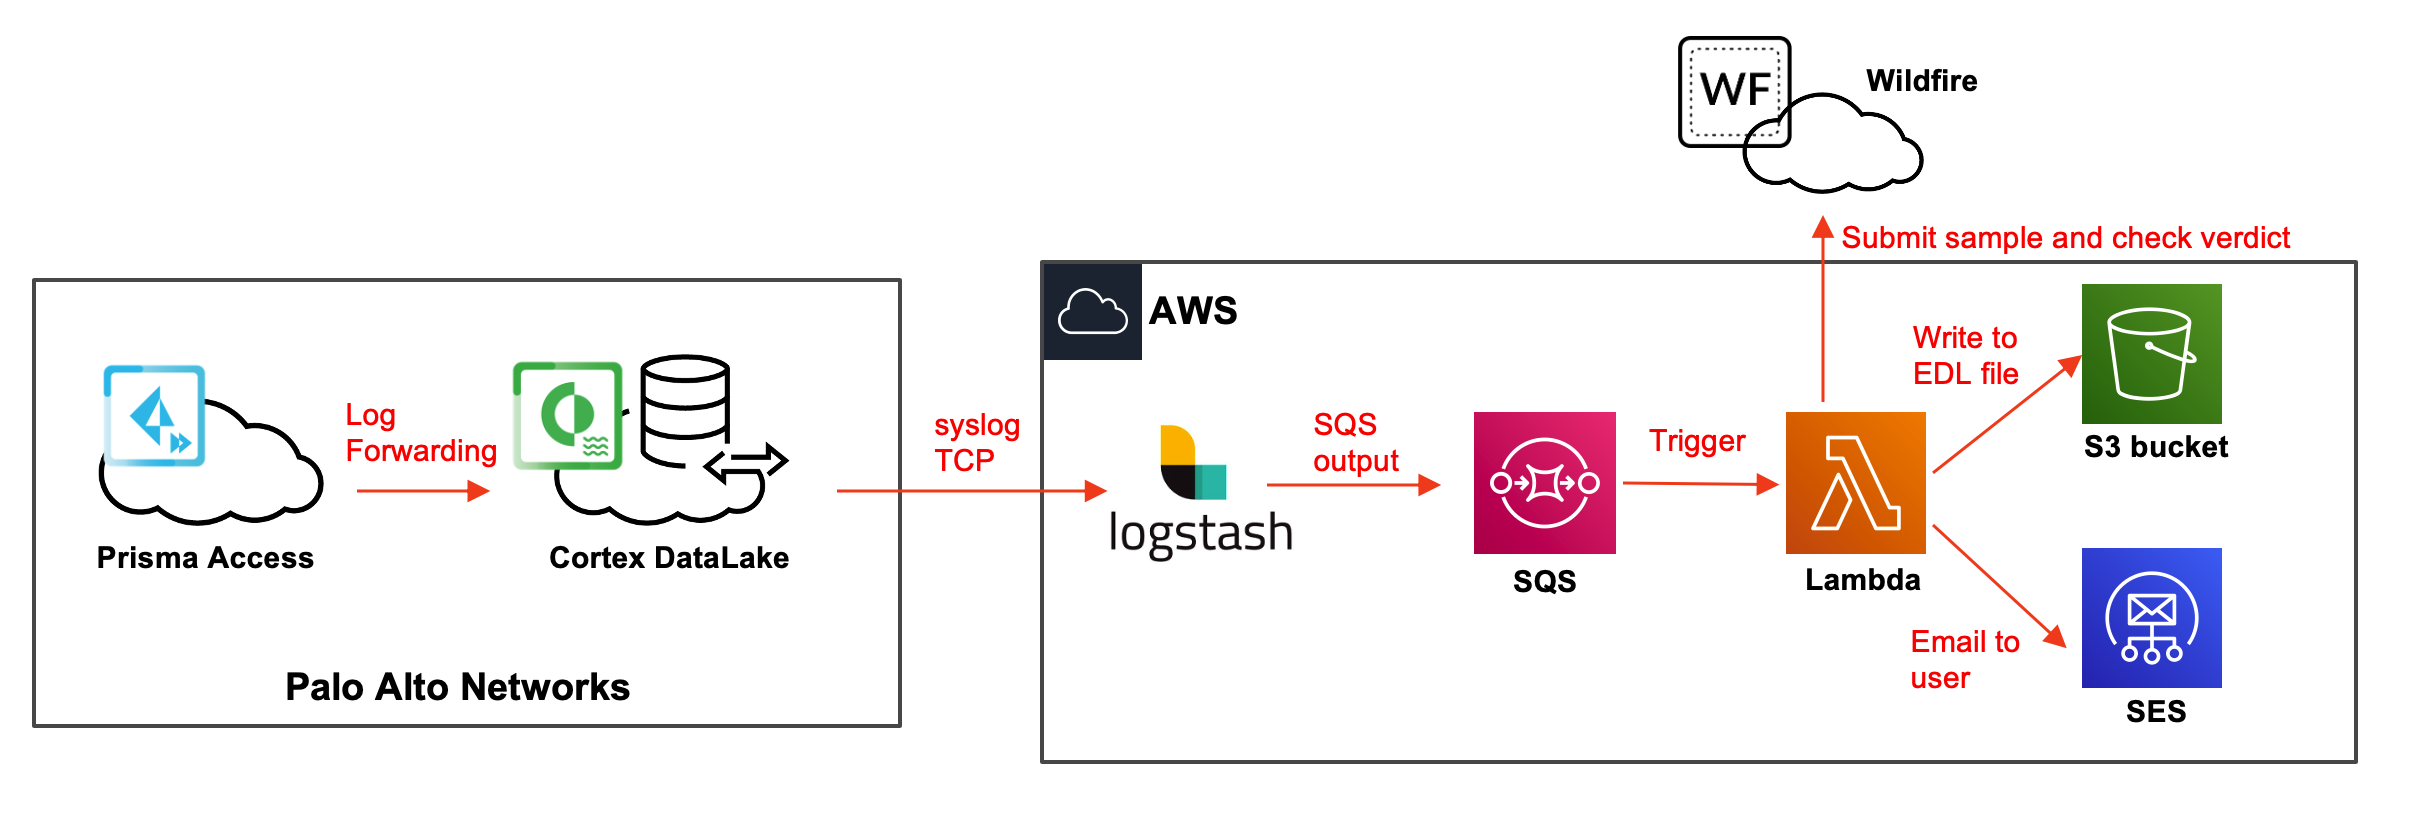 WF
Wildfire
Submit sample and check verdict
AWS
Write to
EDL file
S3 bucket
Log
Forwarding
syslog
TCP
SQS
output
Trigger
logstash
Prisma Access
Cortex DataLake
SQS
Lambda
Email to
user
SES
Palo Alto Networks